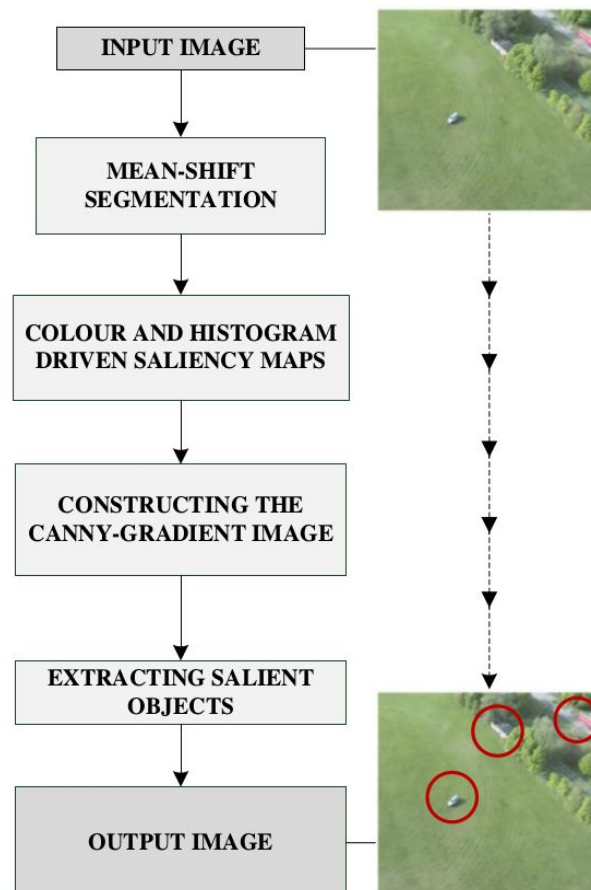 INPUT IMAGE
MEAN-SHIFT
SEGMENTATION
COLOUR AND HISTOGRAM
DRIVEN SALIENCY MAPS
CONSTRUCTING THE
CANNY-GRADIENT IMAGE
EXTRACTING SALIENT
OBJECTS
OUTPUT IMAGE